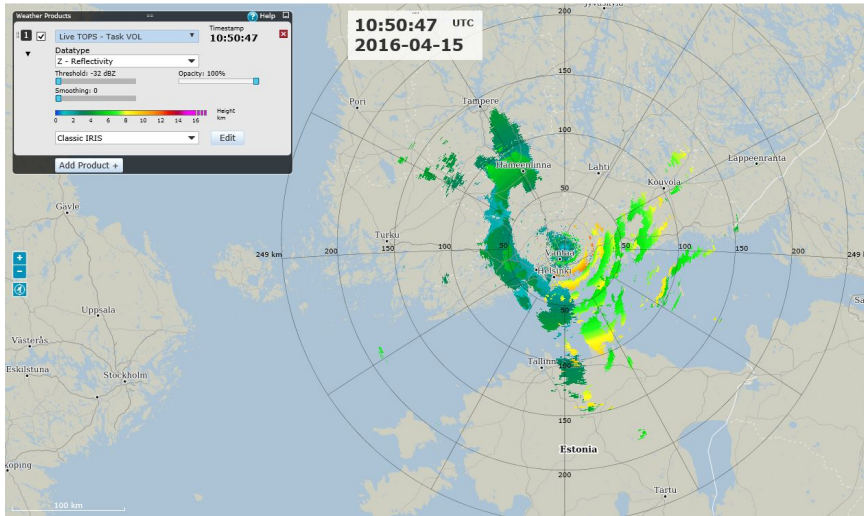 Weather Products
Help
1
Live TOPS - Task VOL
Timestamp
10:50:47
Datatype
Z - Reflectivity
Threshold: -32 dBZ
Opacity: 100%
Smoothing: 0
Height
km
0 2 4 6 8 10 12 14 16
Classic IRIS
Edit
Add Product +
10:50:47 UTC
2016-04-15
200
150
Pori
Tampere
100
Hämeenlinna
Lahti
Kouvola
Lappeenranta
50
Gävle
Turku
249 km
200
150
50
Vantaa
Helsinki
50
100
150
200
249
Uppsala
50
Västerås
Eskilstuna
Stockholm
Tallinn
100
150
Estonia
200
Tartu
100 km